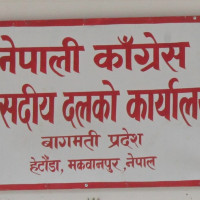 नेपाली काँग्रेस
सदीय दलको कार्याल
बागमती प्रदेश
हेटौंडा, मकवानपुर, नेपाल